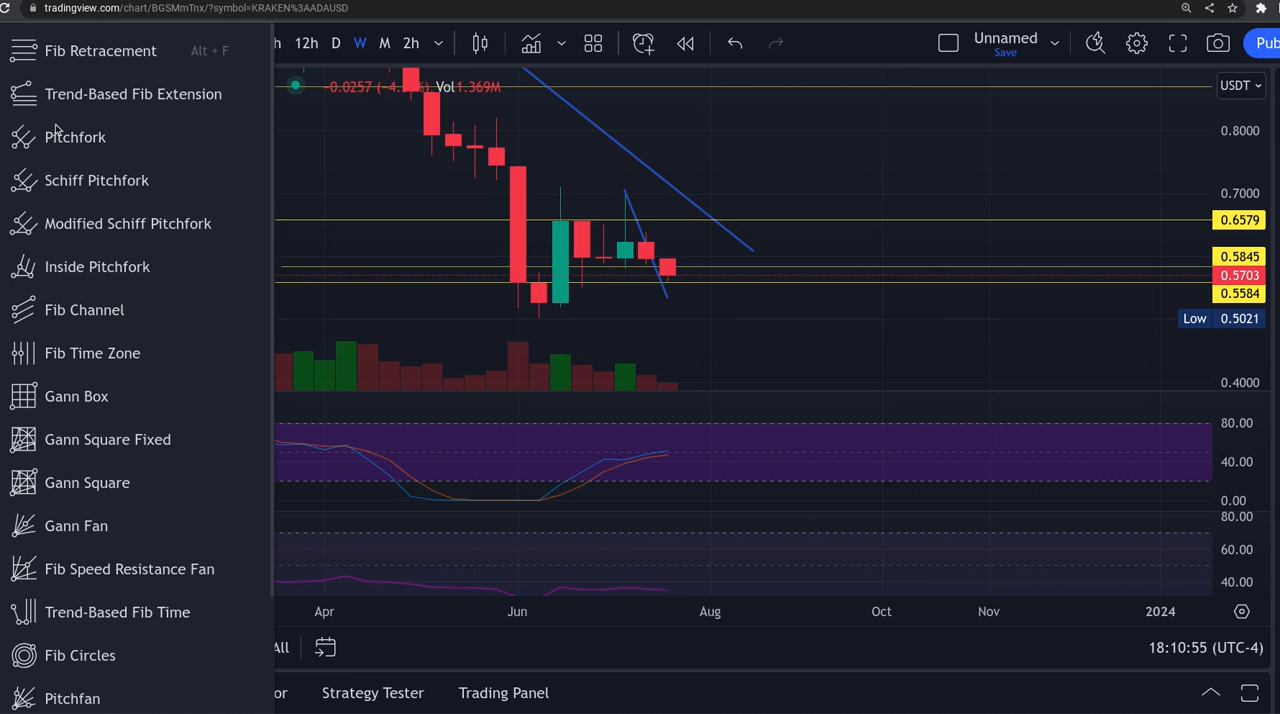 tradingview.com/chart/BGSMmTnx/?symbol=KRAKEN%3AADAUSD
Fib Retracement Alt + F
h 12h D W M 2h
Unnamed
Save
Pub
Trend-Based Fib Extension
-0.0257 (-4. %) Vol 1.369M
USDT
Pitchfork
0.8000
Schiff Pitchfork
0.7000
Modified Schiff Pitchfork
0.6579
Inside Pitchfork
0.5845
0.5703
0.5584
Fib Channel
Low 0.5021
Fib Time Zone
Gann Box
0.4000
Gann Square Fixed
80.00
40.00
Gann Square
0.00
Gann Fan
80.00
60.00
Fib Speed Resistance Fan
40.00
Trend-Based Fib Time
Apr Jun Aug Oct Nov 2024
Fib Circles
All
18:10:55 (UTC-4)
Pitchfan
or Strategy Tester Trading Panel